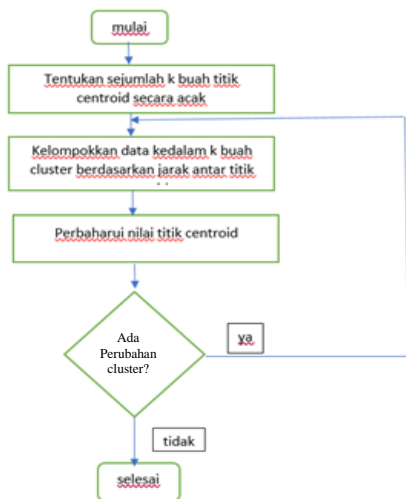 mulai
Tentukan sejumlah k buah titik
centroid secara acak
Kelompokkan data kedalam k buah
cluster berdasarkan jarak antar titik
Perbaharui nilai titik centroid
Ada
Perubahan
cluster?
ya
tidak
selesai